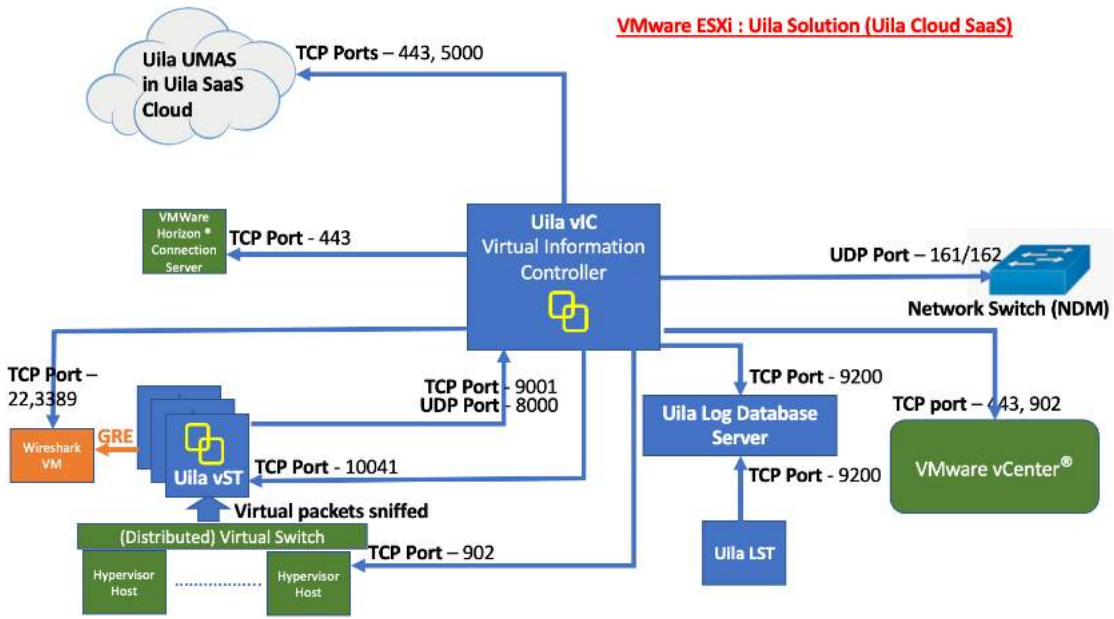 VMware ESXi : Uila Solution (Uila Cloud SaaS)
Uila UMAS
in Uila SaaS
Cloud
TCP Ports – 443, 5000
VMWare
Horizon ®
Connection
Server
TCP Port - 443
Uila vIC
Virtual Information
Controller
UDP Port – 161/162
Network Switch (NDM)
TCP Port –
22,3389
TCP Port - 9001
UDP Port - 8000
TCP Port - 9200
TCP port – 443, 902
Wireshark
VM
GRE
Uila vST
TCP Port - 10041
Uila Log Database
Server
VMware vCenter®
TCP Port - 9200
Virtual packets sniffed
(Distributed) Virtual Switch
TCP Port – 902
Uila LST
Hypervisor
Host
Hypervisor
Host